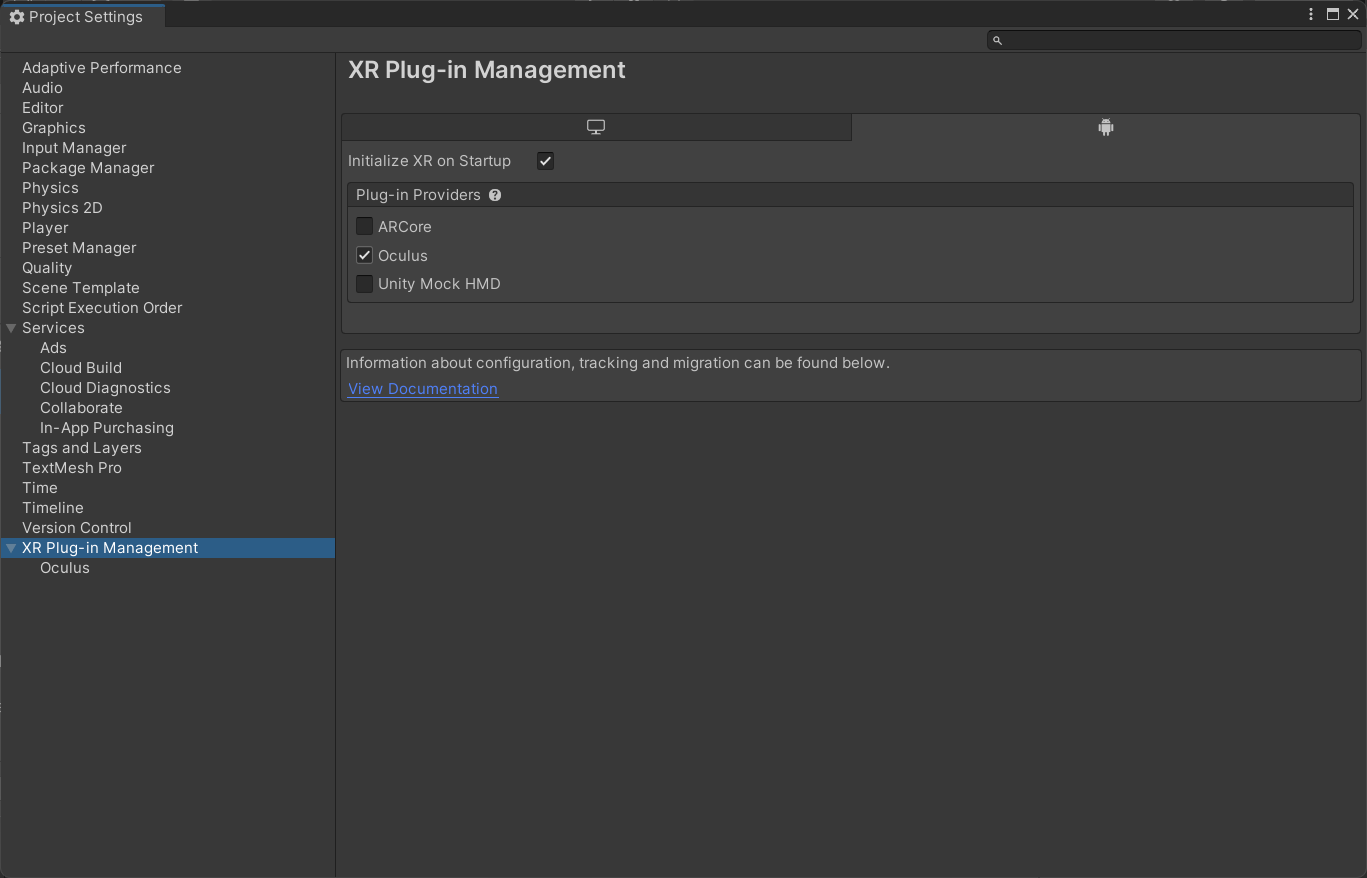 Project Settings
Adaptive Performance
Audio
Editor
Graphics
Input Manager
Package Manager
Physics
Physics 2D
Player
Preset Manager
Quality
Scene Template
Script Execution Order
Services
Ads
Cloud Build
Cloud Diagnostics
Collaborate
In-App Purchasing
Tags and Layers
TextMesh Pro
Time
Timeline
Version Control
XR Plug-in Management
Oculus
XR Plug-in Management
Initialize XR on Startup
Plug-in Providers
ARCore
Oculus
Unity Mock HMD
Information about configuration, tracking and migration can be found below.
View Documentation